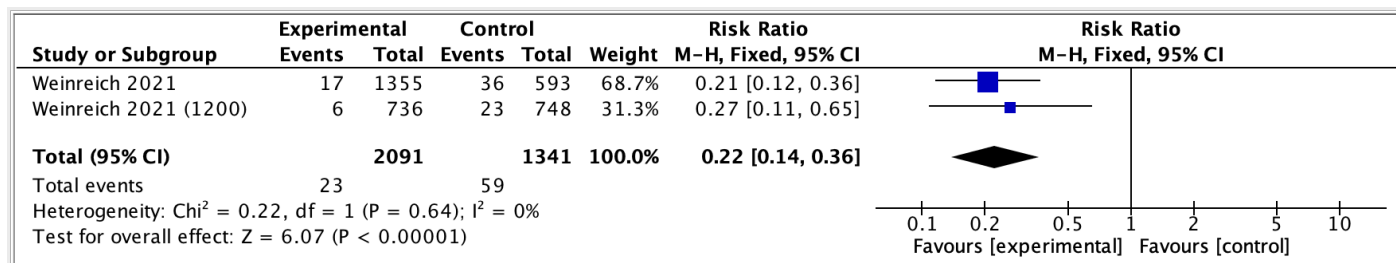 Experimental Control Risk Ratio Risk Ratio
Study or Subgroup Events Total Events Total Weight M-H, Fixed, 95% CI M-H, Fixed, 95% CI
Weinreich 2021 17 1355 36 593 68.7% 0.21 [0.12, 0.36]
Weinreich 2021 (1200) 6 736 23 748 31.3% 0.27 [0.11, 0.65]
Total (95% CI) 2091 1341 100.0% 0.22 [0.14, 0.36]
Total events 23 59
Heterogeneity: Chi² = 0.22, df = 1 (P = 0.64); I² = 0%
Test for overall effect: Z = 6.07 (P < 0.00001)
0.1 0.2 0.5 1 2 5 10
Favours [experimental] Favours [control]